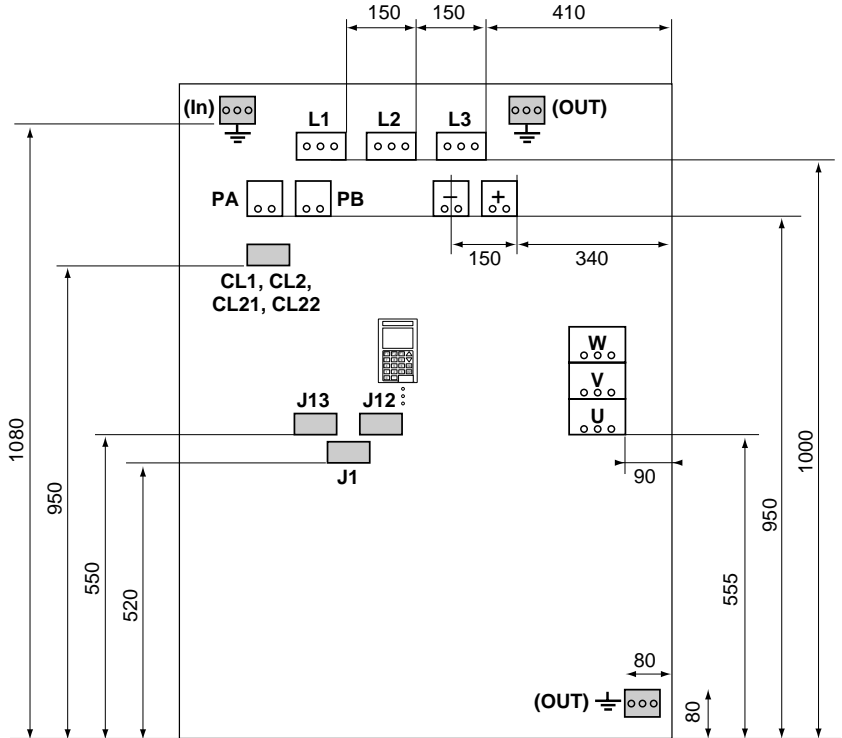 150 150 410
(In) (OUT)
L1 L2 L3
PA PB − +
150 340
CL1, CL2,
CL21, CL22
W
V
J13 J12 U
J1 90
1080 950 550 520 555 950 1000
80
(OUT) 80